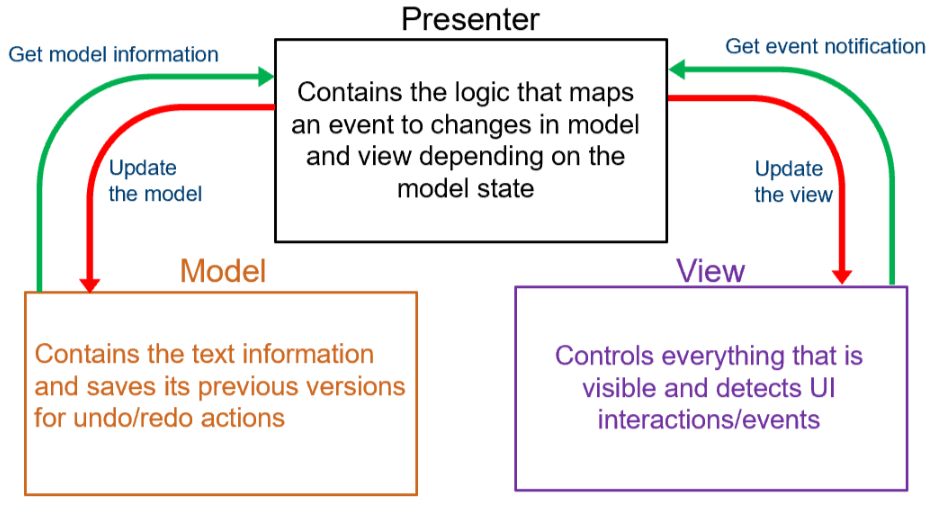 Presenter
Get model information
Get event notification
Contains the logic that maps
an event to changes in model
and view depending on the
model state
Update
the model
Update
the view
Model
Contains the text information
and saves its previous versions
for undo/redo actions
View
Controls everything that is
visible and detects UI
interactions/events